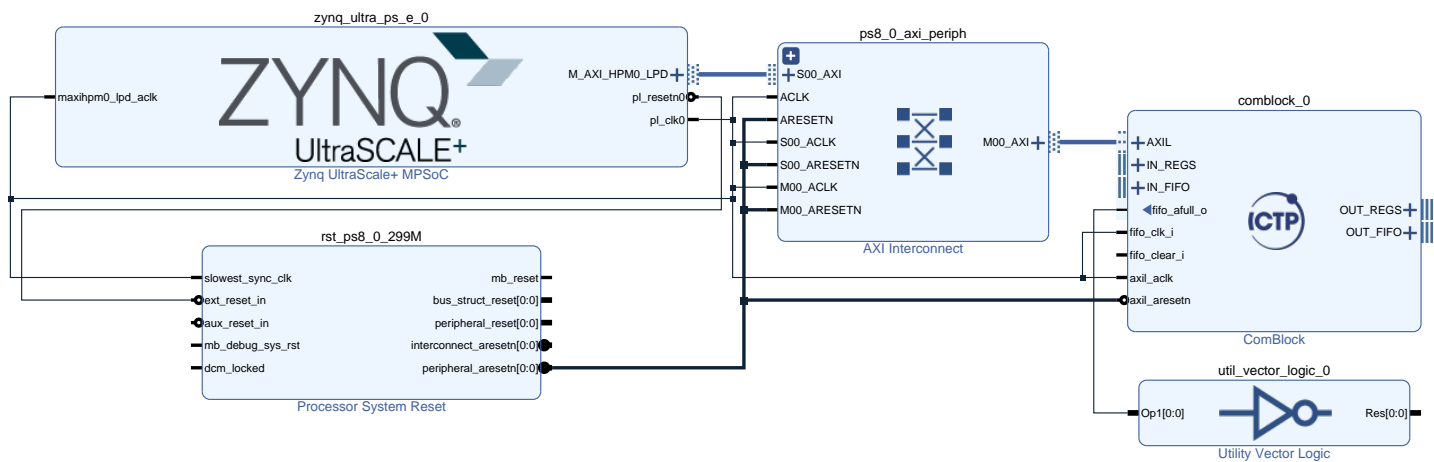 zynq_ultra_ps_e_0
ZYNQ®
UltraSCALE+
maxihpm0_lpd_aclk
M_AXI_HPM0_LPD
pl_resetn0
pl_clk0
Zynq UltraScale+ MPSoC
ps8_0_axi_periph
S00_AXI
ACLK
ARESETN
S00_ACLK
S00_ARESETN
M00_ACLK
M00_ARESETN
M00_AXI
AXI Interconnect
comblock_0
AXIL
IN_REGS
IN_FIFO
fifo_afull_o
fifo_clk_i
fifo_clear_i
axil_aclk
axil_aresetn
ICTP
OUT_REGS
OUT_FIFO
ComBlock
rst_ps8_0_299M
slowest_sync_clk
ext_reset_in
aux_reset_in
mb_debug_sys_rst
dcm_locked
mb_reset
bus_struct_reset[0:0]
peripheral_reset[0:0]
interconnect_aresetn[0:0]
peripheral_aresetn[0:0]
Processor System Reset
util_vector_logic_0
Op1[0:0]
Res[0:0]
Utility Vector Logic